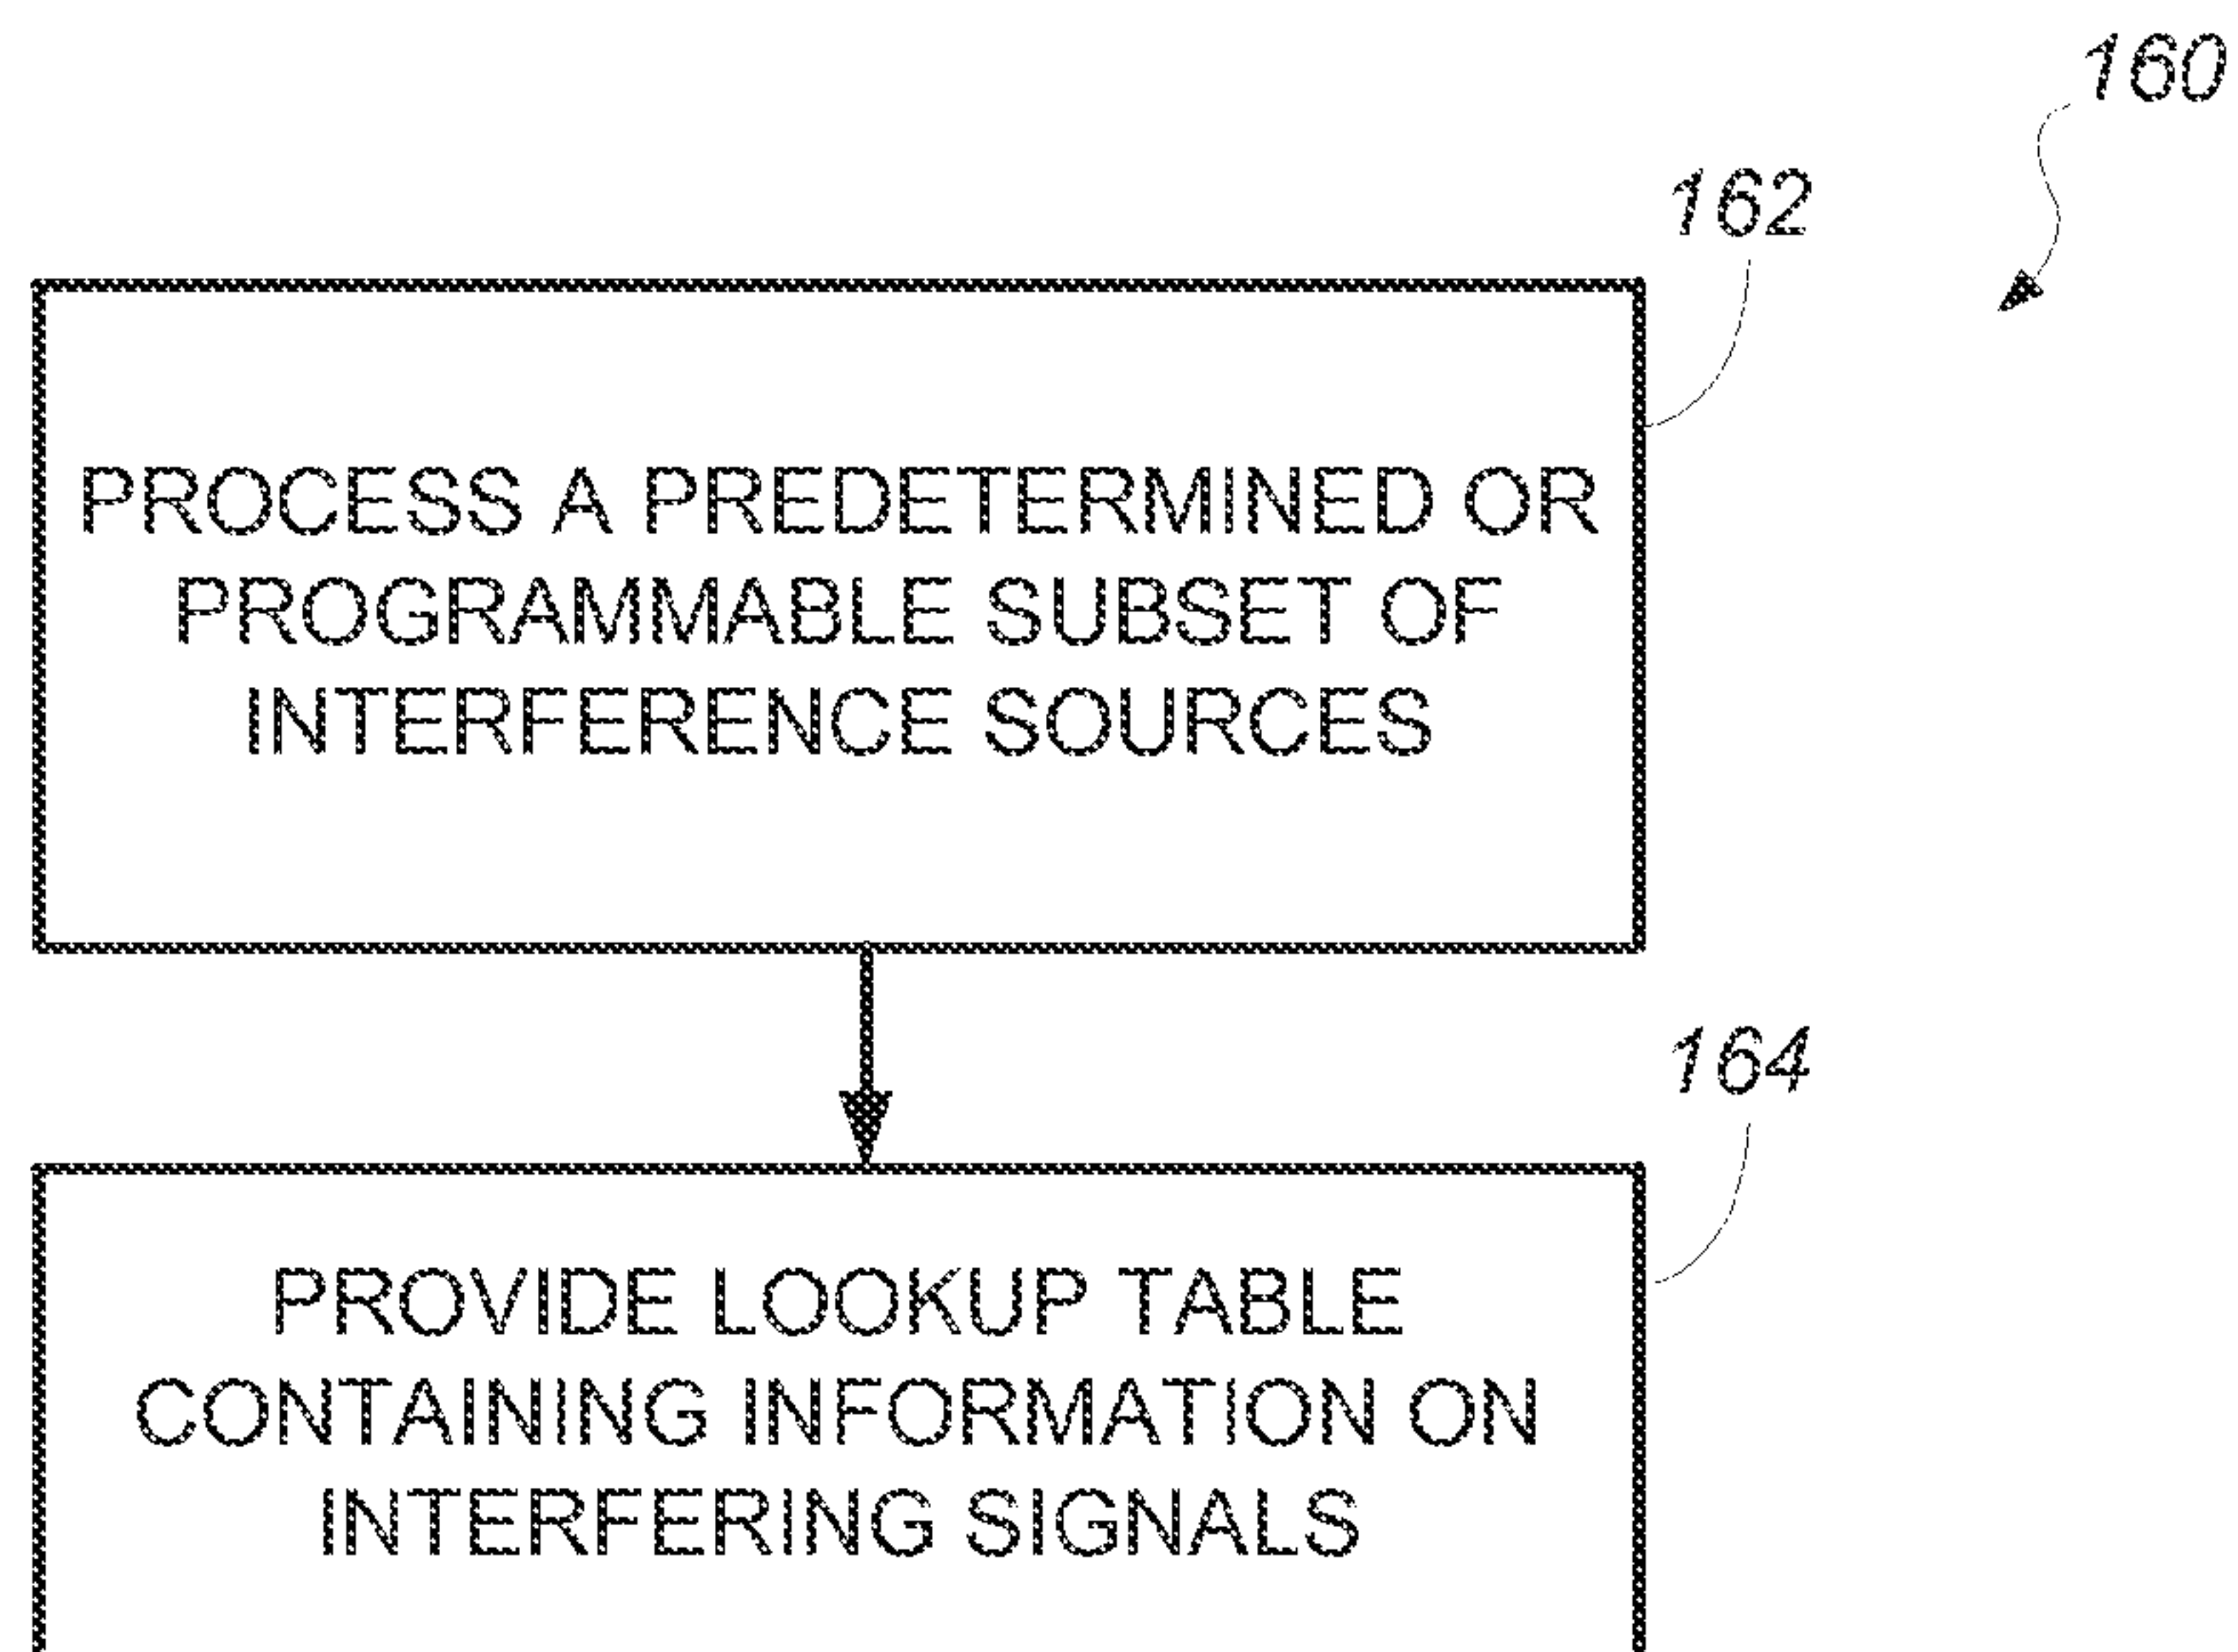 160
162
PROCESS A PREDETERMINED OR
PROGRAMMABLE SUBSET OF
INTERFERENCE SOURCES
164
PROVIDE LOOKUP TABLE
CONTAINING INFORMATION ON
INTERFERING SIGNALS